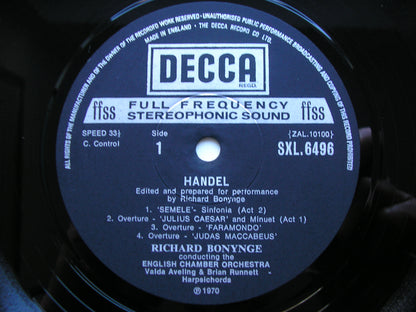 ALL RIGHTS OF THE MANUFACTURER AND OF THE OWNER OF THE RECORDED WORK RESERVED · UNAUTHORISED PUBLIC PERFORMANCE BROADCASTING AND COPYING OF THIS RECORD PROHIBITED
MADE IN ENGLAND · THE DECCA RECORD CO LTD.
DECCA
REGD.
ffss FULL FREQUENCY ffss
STEREOPHONIC SOUND
SPEED 33⅓ Side {ZAL.10100}
C. Control 1 SXL.6496
HANDEL
Edited and prepared for performance
by Richard Bonynge
1. 'SEMELE'- Sinfonia (Act 2)
2. Overture - 'JULIUS CAESAR' and Minuet (Act 1)
3. Overture - 'FARAMONDO'
4. Overture - 'JUDAS MACCABEUS'
RICHARD BONYNGE
conducting the
ENGLISH CHAMBER ORCHESTRA
Valda Aveling & Brian Runnett -
Harpsichords
℗ 1970